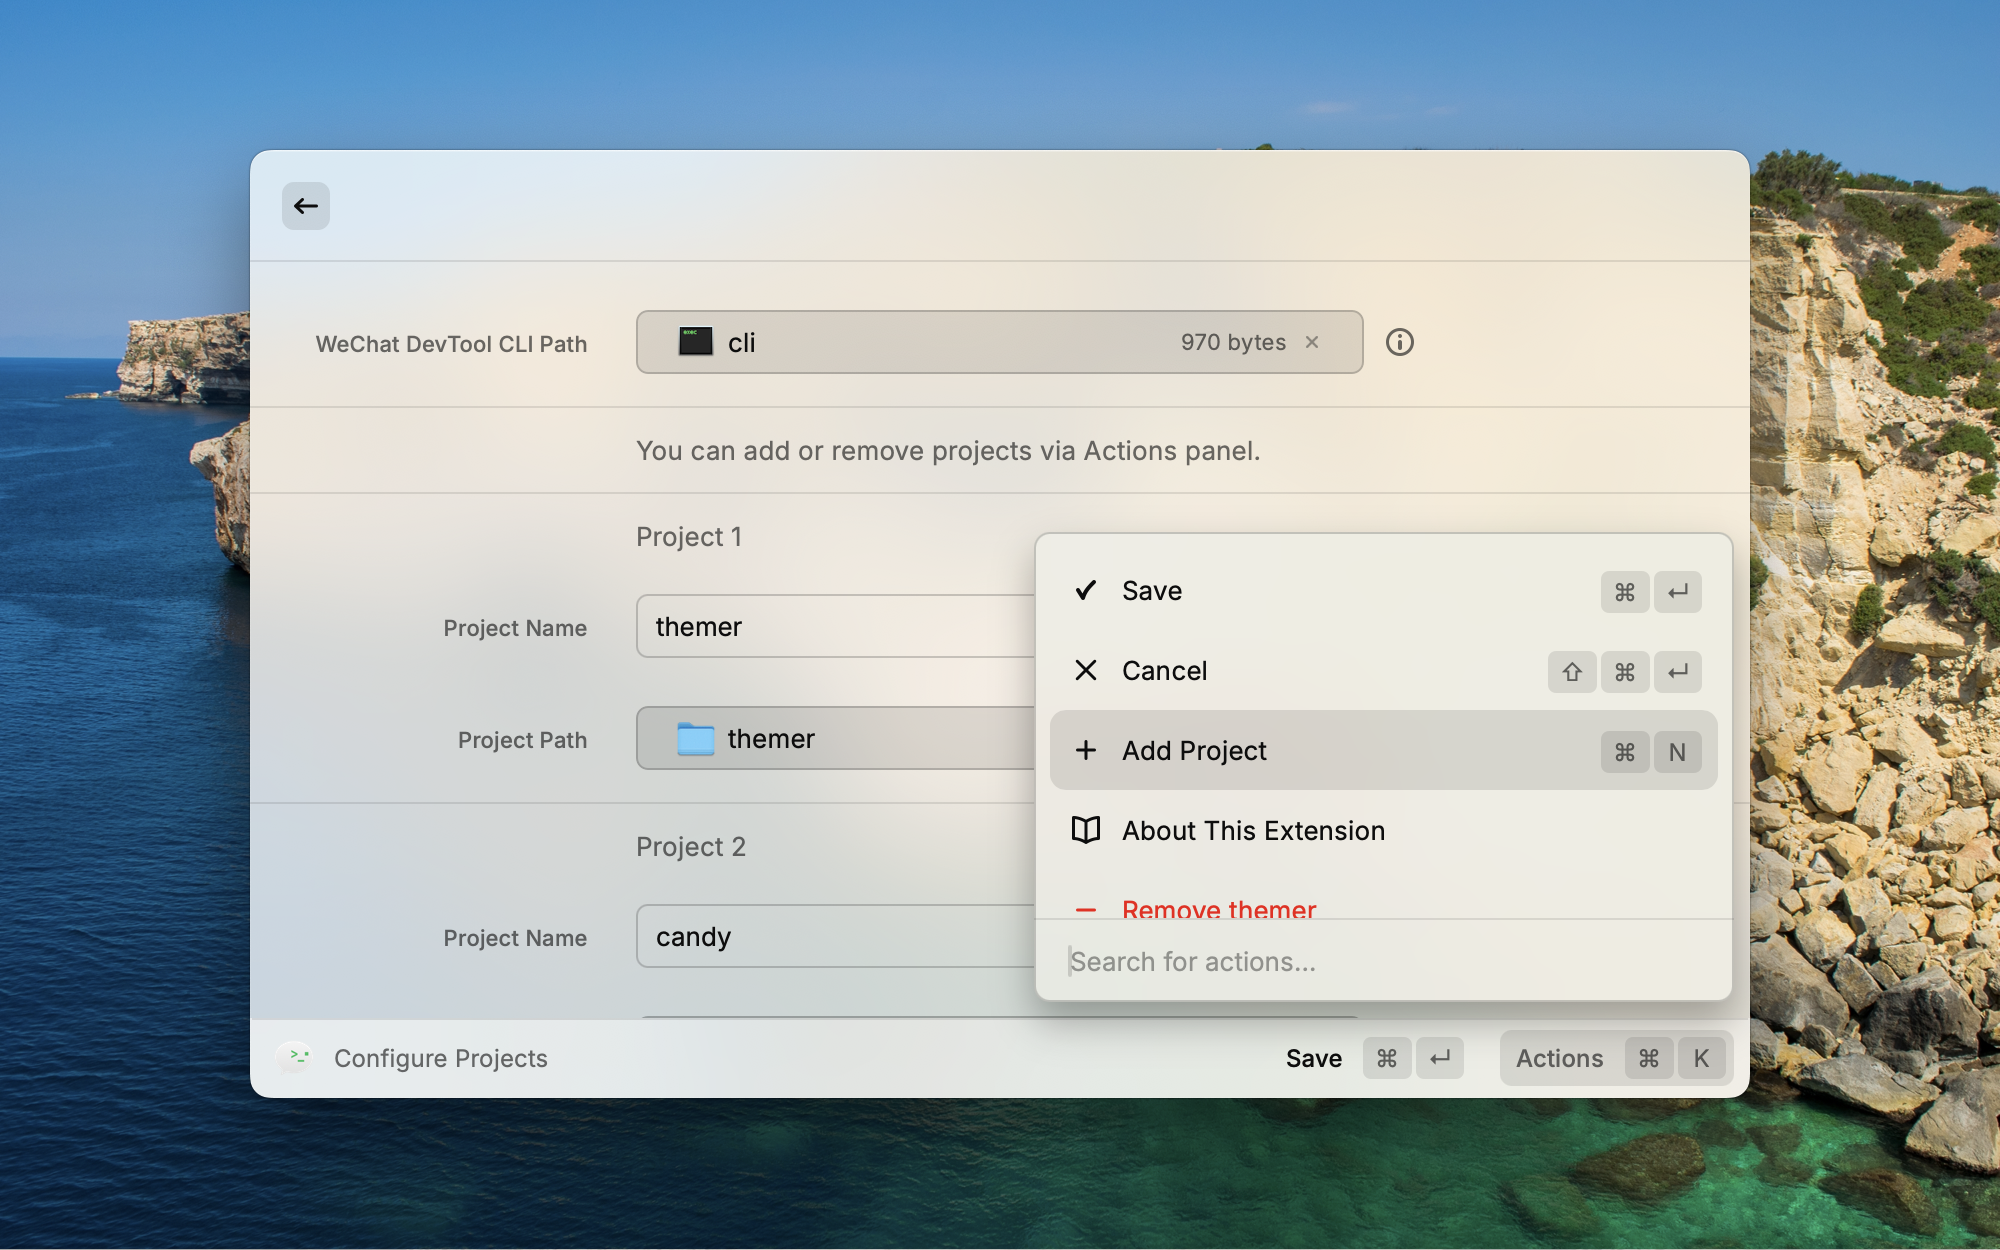 WeChat DevTool CLI Path
exec
cli
970 bytes
You can add or remove projects via Actions panel.
Project 1
Project Name
themer
Project Path
themer
Project 2
Project Name
candy
Save ⌘ ↵
Cancel ⇧ ⌘ ↵
Add Project ⌘ N
About This Extension
Remove themer
Search for actions...
Configure Projects
Save ⌘ ↵
Actions ⌘ K